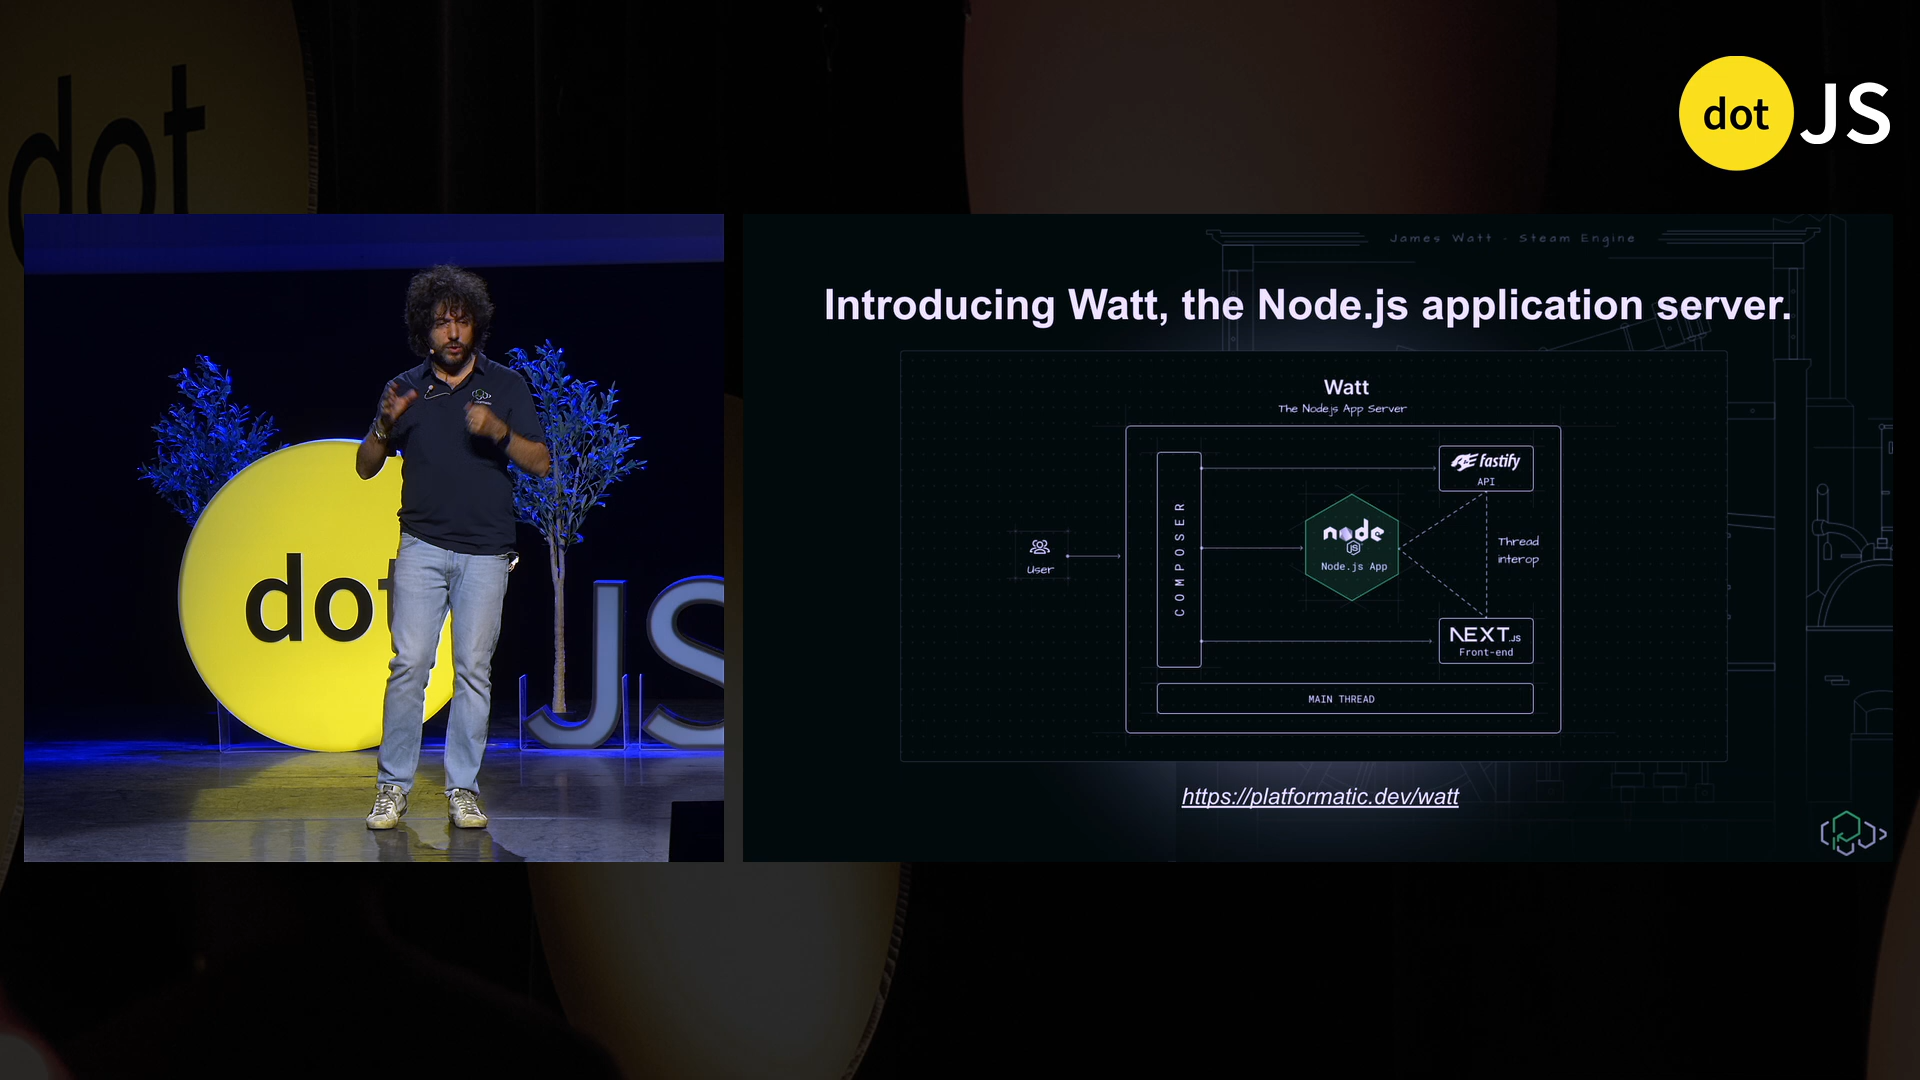 dot
dot JS
James Watt - Steam Engine
Introducing Watt, the Node.js application server.
Watt
The Node.js App Server
fastify
API
COMPOSER
node
JS
Node.js App
Thread
interop
User
NEXT.JS
Front-end
MAIN THREAD
https://platformatic.dev/watt
dot
JS